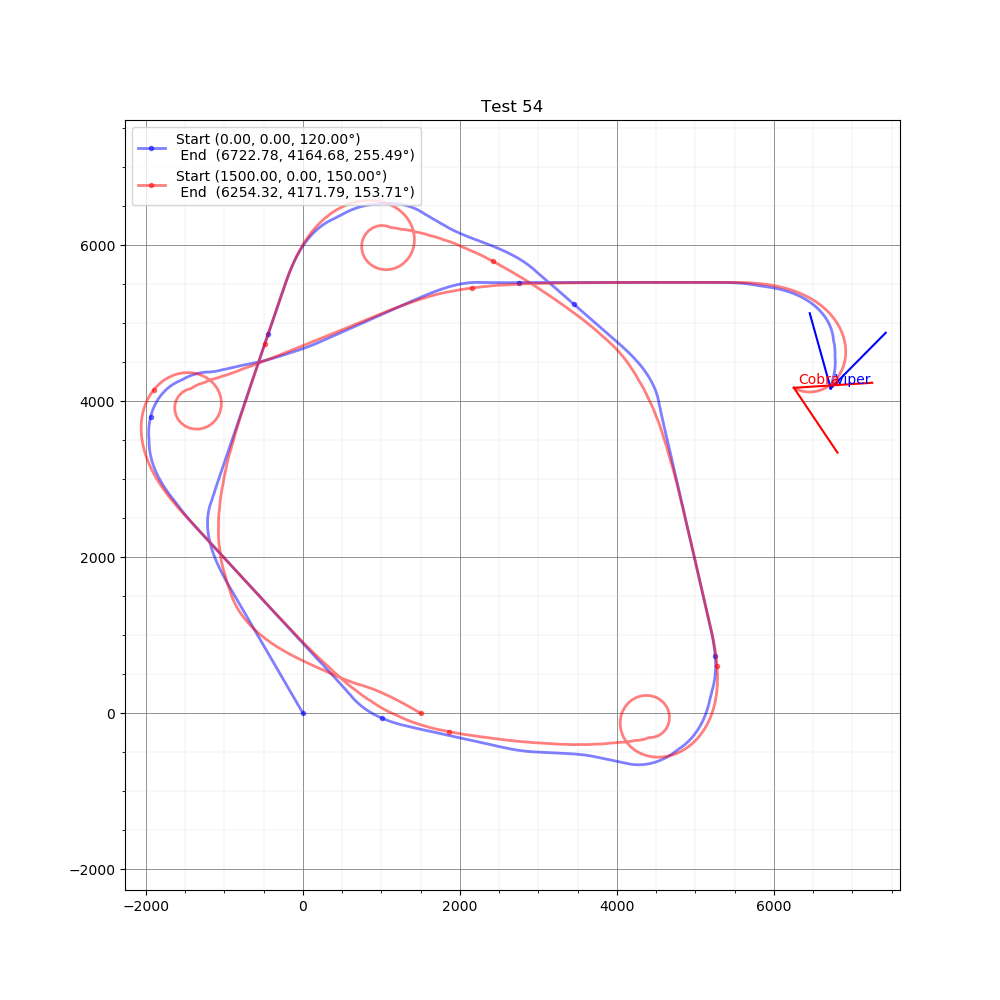 Test 54
Start (0.00, 0.00, 120.00°)
End (6722.78, 4164.68, 255.49°)
Start (1500.00, 0.00, 150.00°)
End (6254.32, 4171.79, 153.71°)
6000
4000
2000
0
−2000
−2000
0
2000
4000
6000
Cobra
Viper